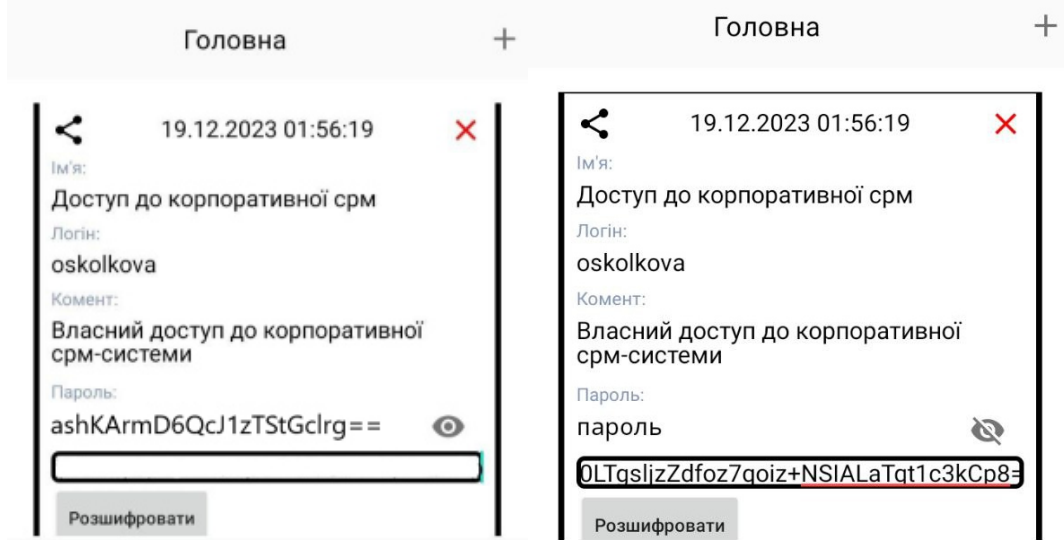 Головна
19.12.2023 01:56:19
Ім'я:
Доступ до корпоративної срм
Логін:
oskolkova
Комент:
Власний доступ до корпоративної
срм-системи
Пароль:
ashKArmD6QcJ1zTStGclrg==
Розшифровати
Головна
19.12.2023 01:56:19
Ім'я:
Доступ до корпоративної срм
Логін:
oskolkova
Комент:
Власний доступ до корпоративної
срм-системи
Пароль:
пароль
0LTqsljzZdfoz7qoiz+NSIALaTqt1c3kCp8=
Розшифровати